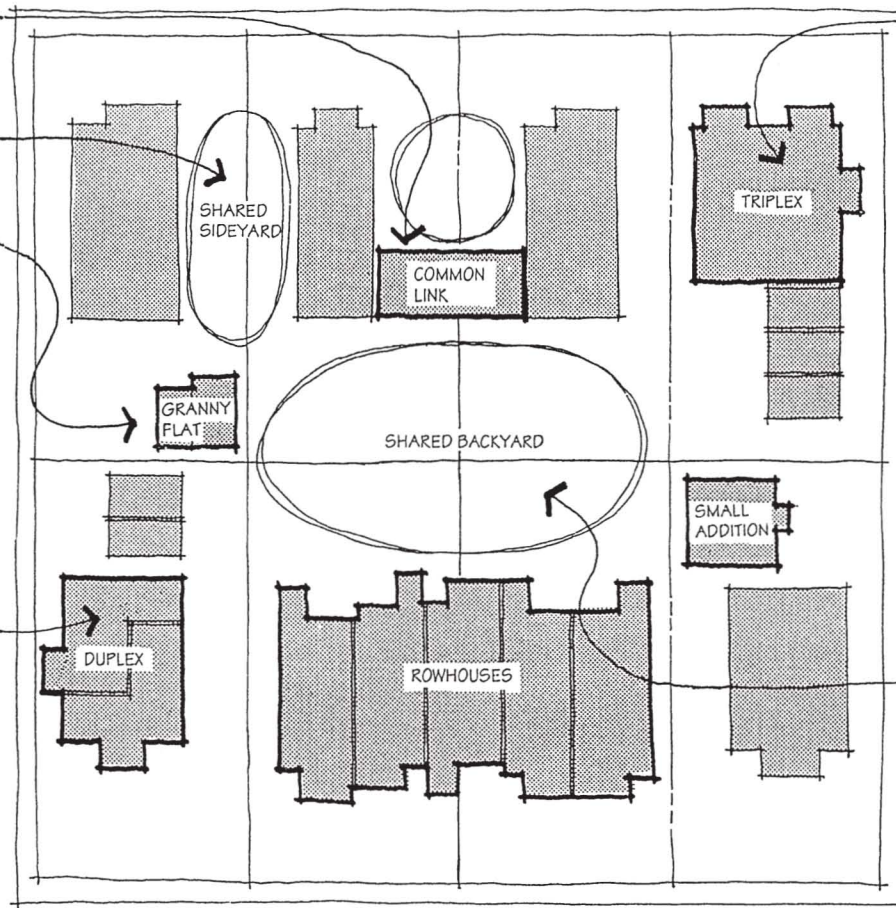 SHARED
SIDEYARD
COMMON
LINK
TRIPLEX
GRANNY
FLAT
SHARED BACKYARD
SMALL
ADDITION
DUPLEX
ROWHOUSES